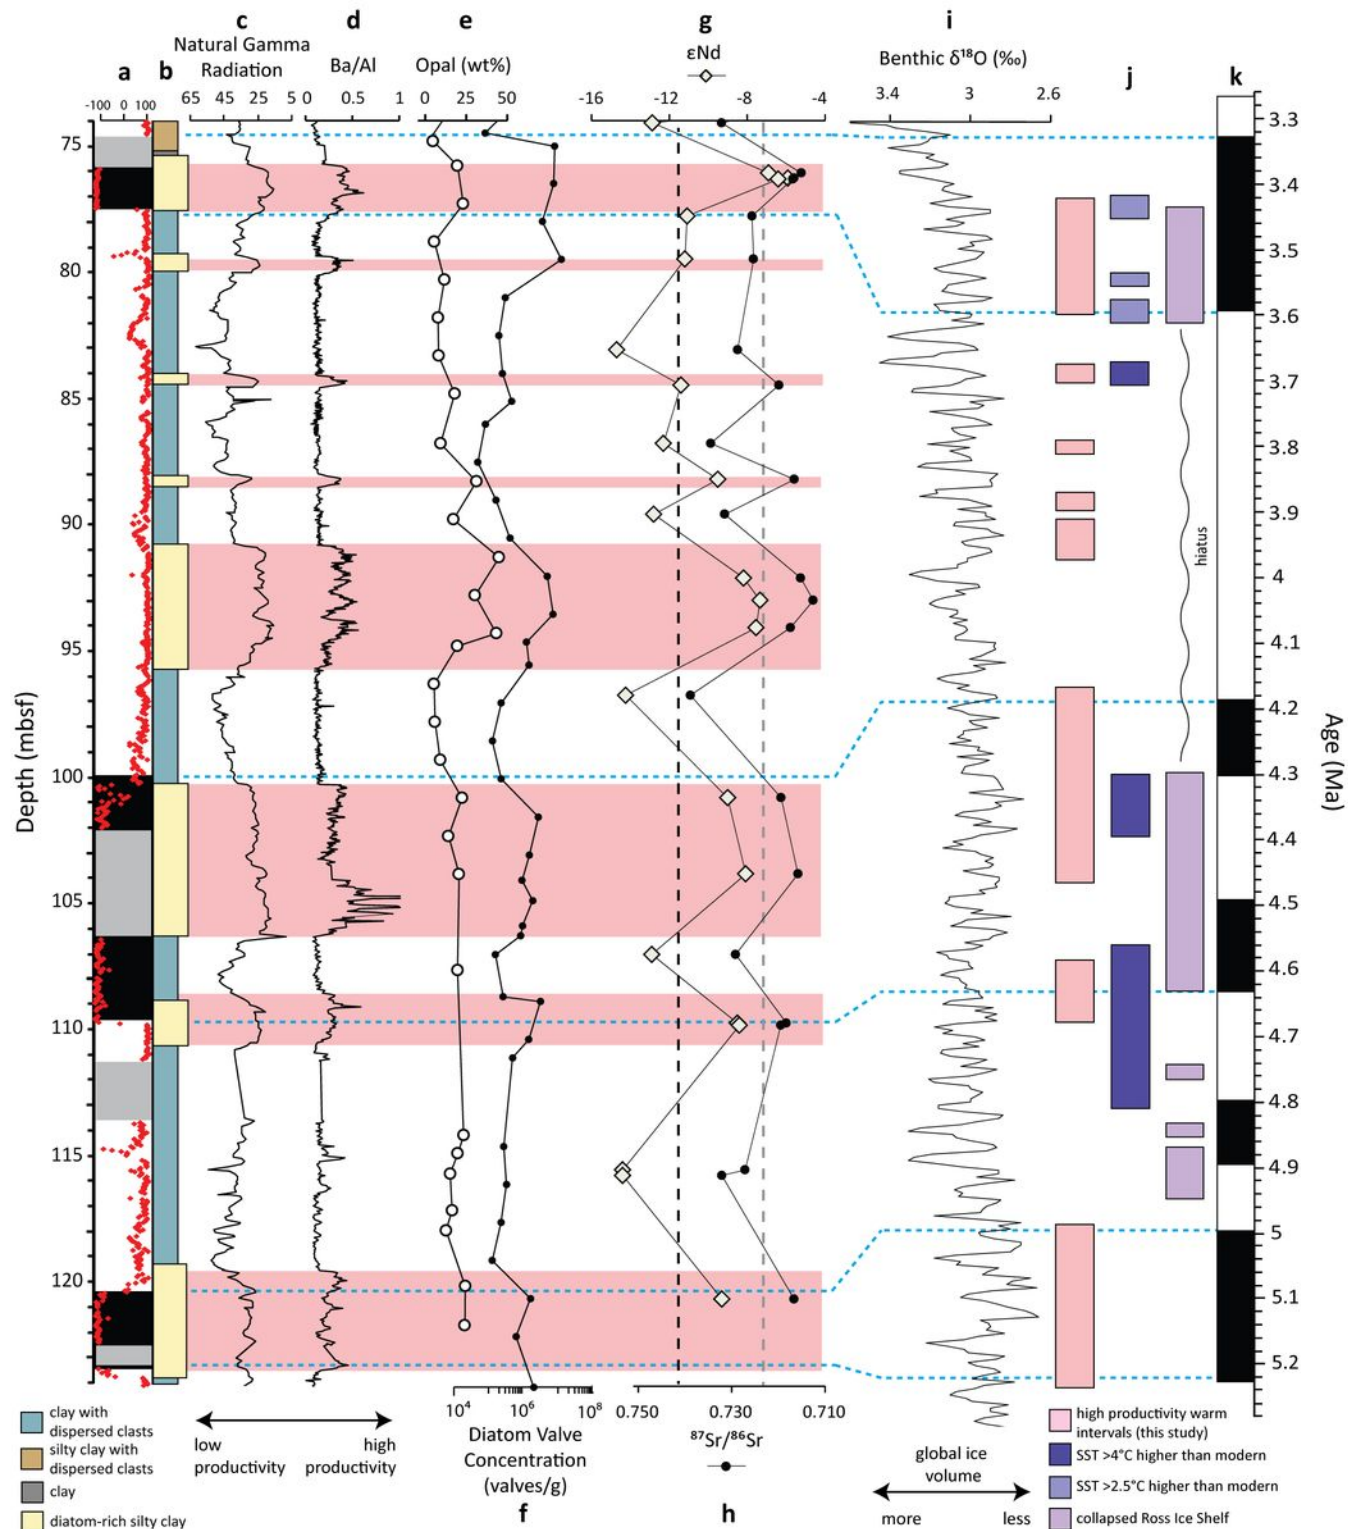 c d e g i
Natural Gamma Radiation
Ba/Al
Opal (wt%)
εNd
Benthic δ¹⁸O (‰)
a b j k
-100 0 100
65 45 25 5
0 0.5 1
0 25 50
-16 -12 -8 -4
3.4 3 2.6
Depth (mbsf)
75
80
85
90
95
100
105
110
115
120
hiatus
3.3
3.4
3.5
3.6
3.7
3.8
3.9
4
4.1
4.2
4.3
4.4
4.5
4.6
4.7
4.8
4.9
5
5.1
5.2
Age (Ma)
clay with
dispersed clasts
silty clay with
dispersed clasts
clay
diatom-rich silty clay
low
productivity
high
productivity
10⁴ 10⁶ 10⁸
Diatom Valve
Concentration
(valves/g)
f
0.750 0.730 0.710
⁸⁷Sr/⁸⁶Sr
h
global ice
volume
more less
high productivity warm
intervals (this study)
SST >4°C higher than modern
SST >2.5°C higher than modern
collapsed Ross Ice Shelf